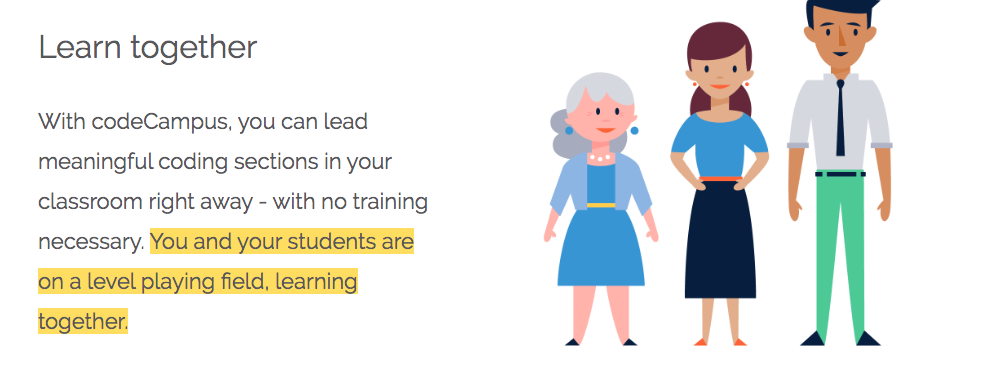 Learn together
With codeCampus, you can lead
meaningful coding sections in your
classroom right away - with no training
necessary. You and your students are
on a level playing field, learning
together.